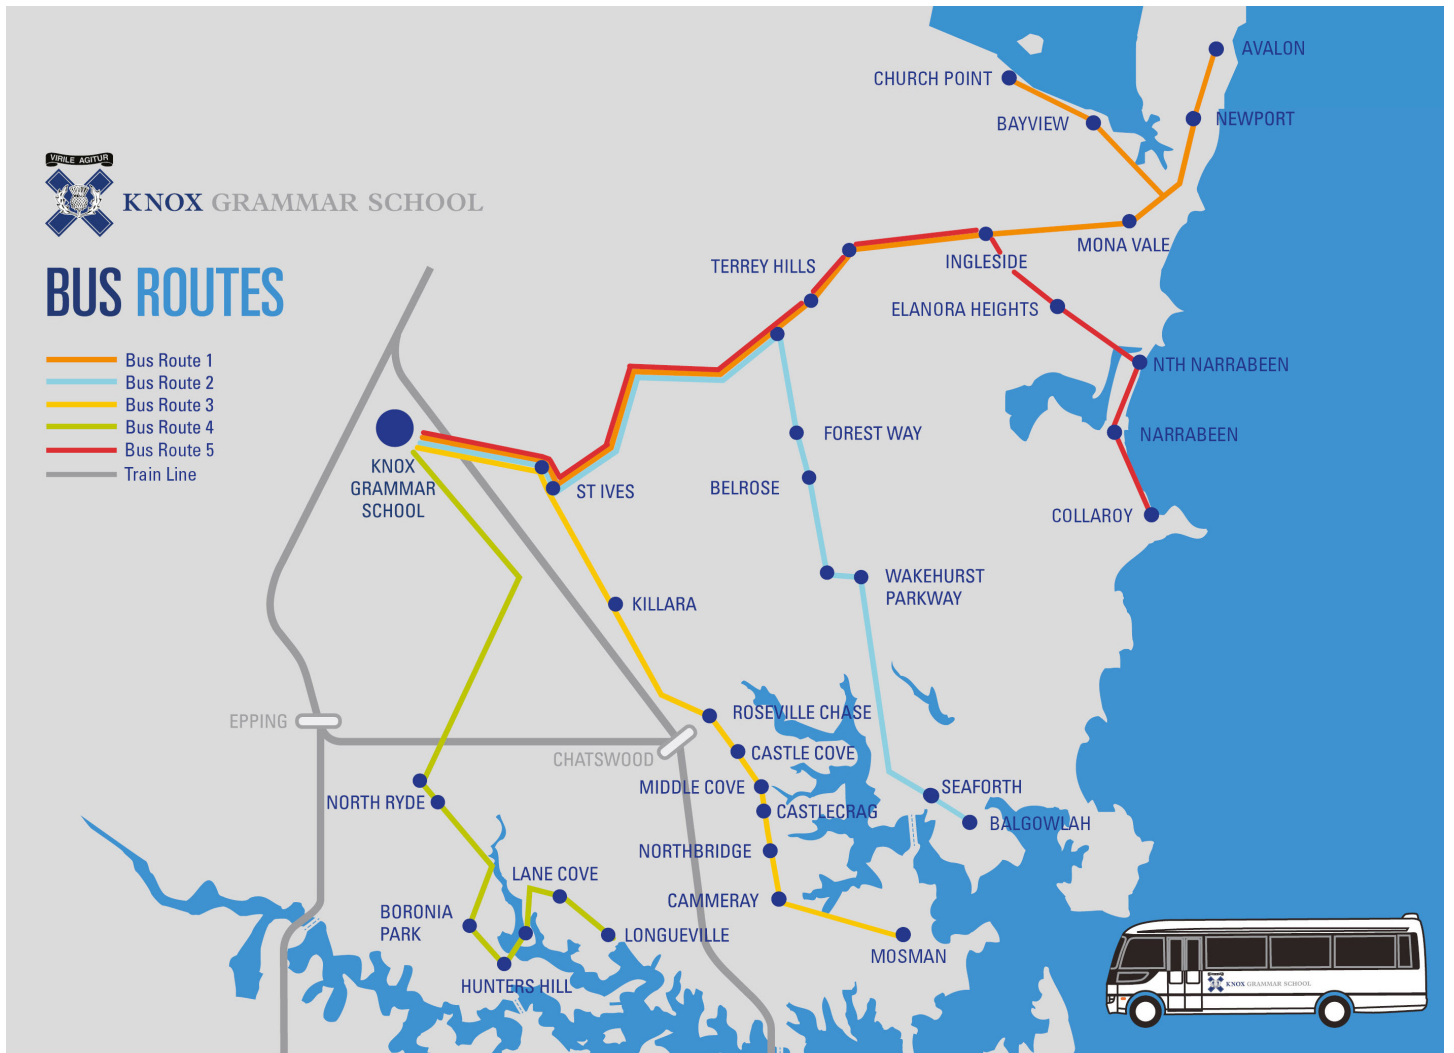 VIRILE AGITUR
KNOX GRAMMAR SCHOOL
BUS ROUTES
Bus Route 1
Bus Route 2
Bus Route 3
Bus Route 4
Bus Route 5
Train Line
AVALON
CHURCH POINT
NEWPORT
BAYVIEW
MONA VALE
INGLESIDE
TERREY HILLS
ELANORA HEIGHTS
NTH NARRABEEN
NARRABEEN
FOREST WAY
KNOX
GRAMMAR
SCHOOL
ST IVES
BELROSE
COLLAROY
WAKEHURST
PARKWAY
KILLARA
ROSEVILLE CHASE
EPPING
CHATSWOOD
CASTLE COVE
MIDDLE COVE
SEAFORTH
NORTH RYDE
CASTLECRAG
BALGOWLAH
NORTHBRIDGE
LANE COVE
CAMMERAY
BORONIA
PARK
LONGUEVILLE
MOSMAN
HUNTERS HILL
KNOX GRAMMAR SCHOOL